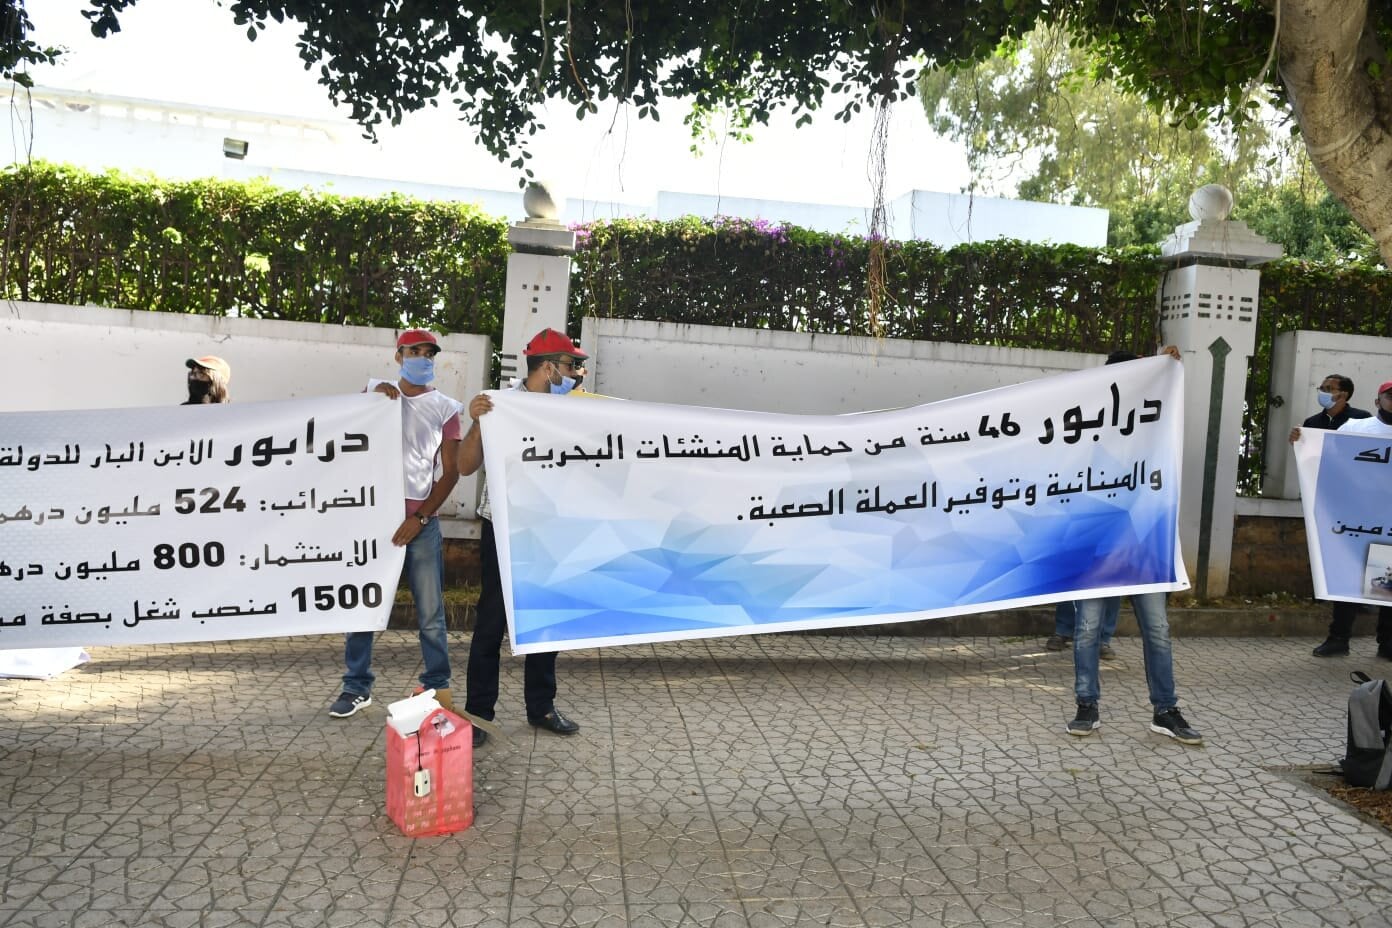 درابور 46 سنة من حماية المنشئات البحرية
والمينائية وتوفير العملة الصعبة.
درابور الابن البار للدولة
الضرائب: 524 مليون درهم
الإستثمار: 800 مليون
1500 منصب شغل بصفة